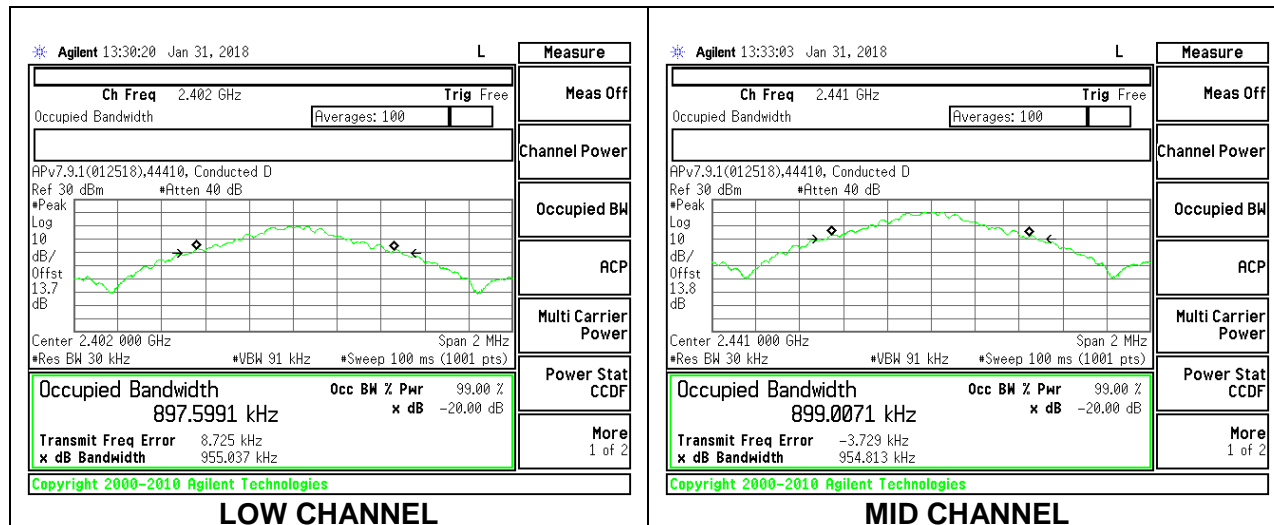 Agilent 13:30:20 Jan 31, 2018 L Measure
Ch Freq 2.402 GHz Trig Free
Occupied Bandwidth Averages: 100
APv7.9.1(012518),44410, Conducted D
Ref 30 dBm #Atten 40 dB
#Peak
Log
10
dB/
Offst
13.7
dB
Center 2.402 000 GHz Span 2 MHz
#Res BW 30 kHz #VBW 91 kHz #Sweep 100 ms (1001 pts)
Occupied Bandwidth Occ BW % Pwr 99.00 %
897.5991 kHz x dB -20.00 dB
Transmit Freq Error 8.725 kHz
x dB Bandwidth 955.037 kHz
Copyright 2000-2010 Agilent Technologies
Meas Off
Channel Power
Occupied BW
ACP
Multi Carrier
Power
Power Stat
CCDF
More
1 of 2
LOW CHANNEL
Agilent 13:33:03 Jan 31, 2018 L Measure
Ch Freq 2.441 GHz Trig Free
Occupied Bandwidth Averages: 100
APv7.9.1(012518),44410, Conducted D
Ref 30 dBm #Atten 40 dB
#Peak
Log
10
dB/
Offst
13.8
dB
Center 2.441 000 GHz Span 2 MHz
#Res BW 30 kHz #VBW 91 kHz #Sweep 100 ms (1001 pts)
Occupied Bandwidth Occ BW % Pwr 99.00 %
899.0071 kHz x dB -20.00 dB
Transmit Freq Error -3.729 kHz
x dB Bandwidth 954.813 kHz
Copyright 2000-2010 Agilent Technologies
Meas Off
Channel Power
Occupied BW
ACP
Multi Carrier
Power
Power Stat
CCDF
More
1 of 2
MID CHANNEL